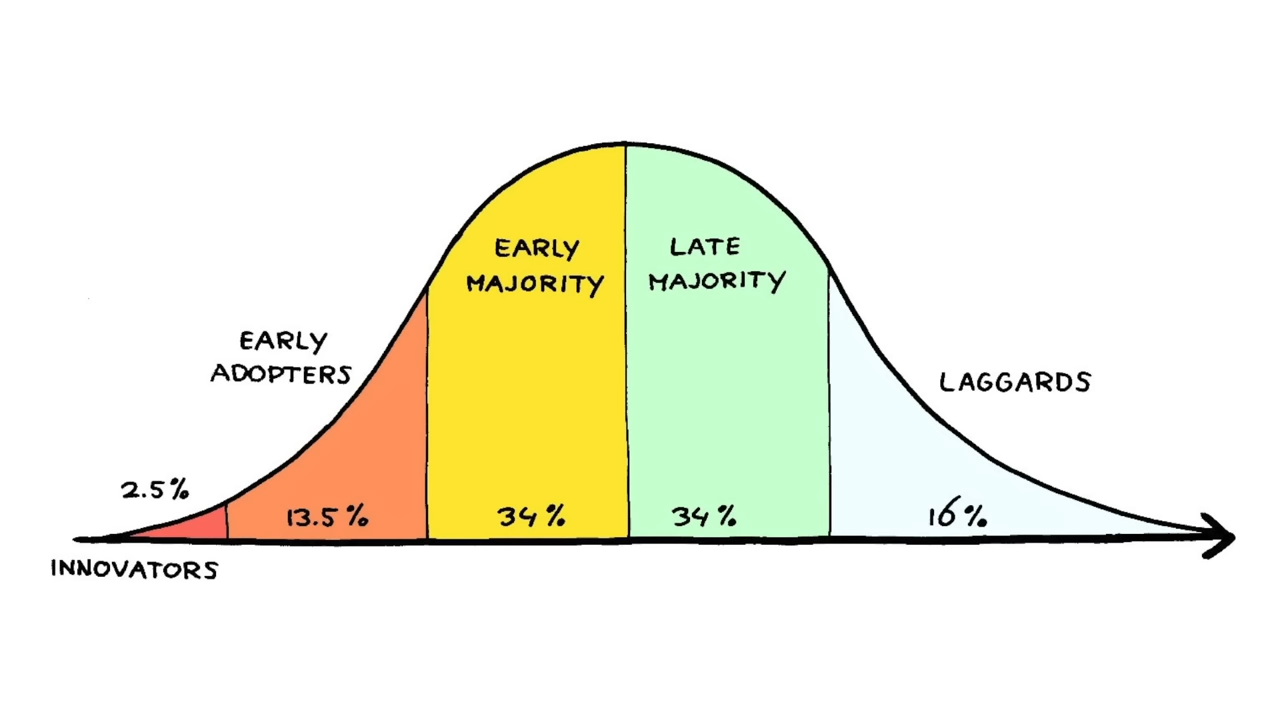 EARLY
MAJORITY
LATE
MAJORITY
EARLY
ADOPTERS
LAGGARDS
2.5%
13.5%
34%
34%
16%
INNOVATORS